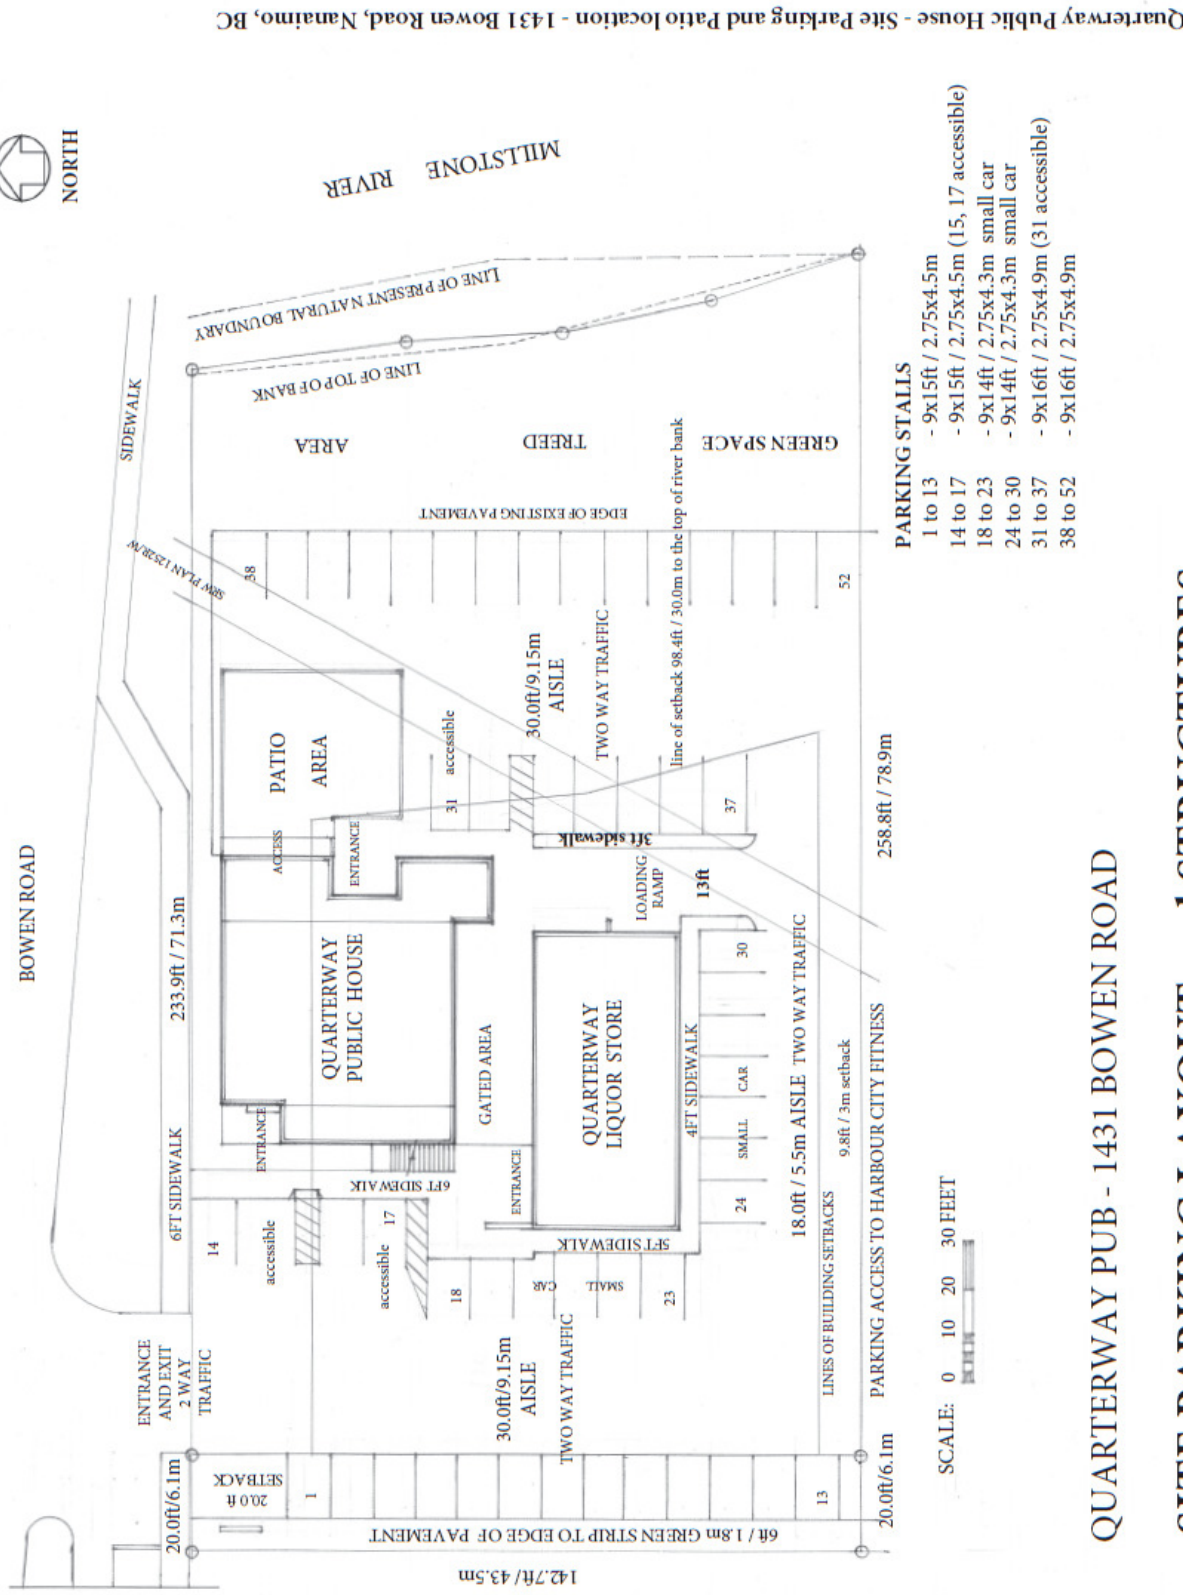 Quarterway Public House - Site Parking and Patio location - 1431 Bowen Road, Nanaimo, BC
NORTH
BOWEN ROAD
SIDEWALK
MILLSTONE RIVER
LINE OF PRESENT NATURAL BOUNDARY
LINE OF TOP OF BANK
GREEN SPACE TREED AREA
EDGE OF EXISTING PAVEMENT
SRW PLAN 1252R/W
38
52
line of setback 98.4ft / 30.0m to the top of river bank
30.0ft/9.15m
AISLE
TWO WAY TRAFFIC
PATIO
AREA
ACCESS
ENTRANCE
31
accessible
37
3ft sidewalk
LOADING
RAMP
13ft
QUARTERWAY
PUBLIC HOUSE
ENTRANCE
GATED AREA
QUARTERWAY
LIQUOR STORE
ENTRANCE
4FT SIDEWALK
24 SMALL CAR 30
18.0ft / 5.5m AISLE TWO WAY TRAFFIC
9.8ft / 3m setback
LINES OF BUILDING SETBACKS
PARKING ACCESS TO HARBOUR CITY FITNESS
258.8ft / 78.9m
233.9ft / 71.3m
6FT SIDEWALK
6FT SIDEWALK
5FT SIDEWALK
14
accessible
accessible
17
18
SMALL CAR
23
ENTRANCE
AND EXIT
2 WAY
TRAFFIC
30.0ft/9.15m
AISLE
TWO WAY TRAFFIC
20.0ft/6.1m
20.0 ft
SETBACK
1
13
6ft / 1.8m GREEN STRIP TO EDGE OF PAVEMENT
20.0ft/6.1m
142.7ft/ 43.5m
PARKING STALLS
1 to 13 - 9x15ft / 2.75x4.5m
14 to 17 - 9x15ft / 2.75x4.5m (15, 17 accessible)
18 to 23 - 9x14ft / 2.75x4.3m small car
24 to 30 - 9x14ft / 2.75x4.3m small car
31 to 37 - 9x16ft / 2.75x4.9m (31 accessible)
38 to 52 - 9x16ft / 2.75x4.9m
SCALE: 0 10 20 30 FEET
QUARTERWAY PUB - 1431 BOWEN ROAD